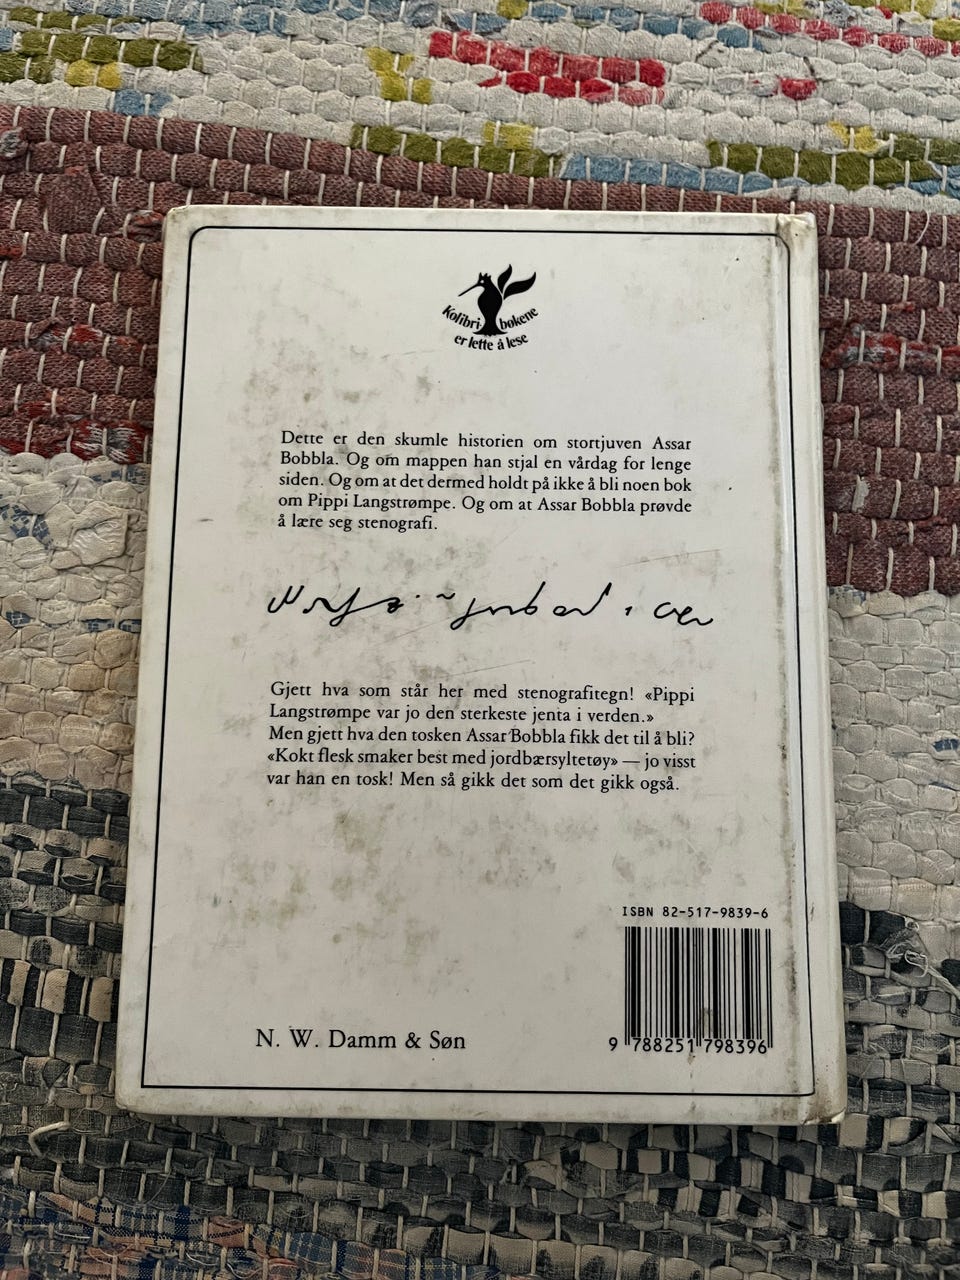 Kolibri-bøkene
er lette å lese
Dette er den skumle historien om stortjuven Assar
Bobbla. Og om mappen han stjal en vårdag for lenge
siden. Og om at det dermed holdt på ikke å bli noen bok
om Pippi Langstrømpe. Og om at Assar Bobbla prøvde
å lære seg stenografi.
Gjett hva som står her med stenografitegn! «Pippi
Langstrømpe var jo den sterkeste jenta i verden.»
Men gjett hva den tosken Assar Bobbla fikk det til å bli?
«Kokt flesk smaker best med jordbærsyltetøy» — jo visst
var han en tosk! Men så gikk det som det gikk også.
ISBN 82-517-9839-6
9 788251 798396
N. W. Damm & Søn